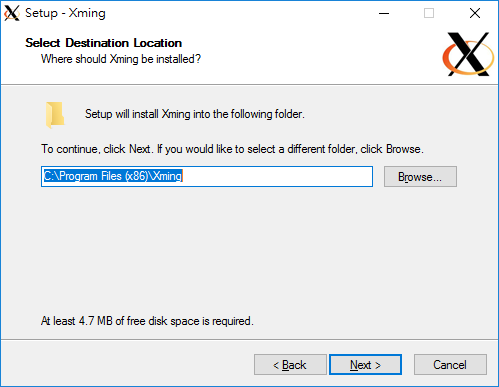 Setup - Xming
Select Destination Location
Where should Xming be installed?
Setup will install Xming into the following folder.
To continue, click Next. If you would like to select a different folder, click Browse.
C:\Program Files (x86)\Xming
Browse...
At least 4.7 MB of free disk space is required.
< Back
Next >
Cancel